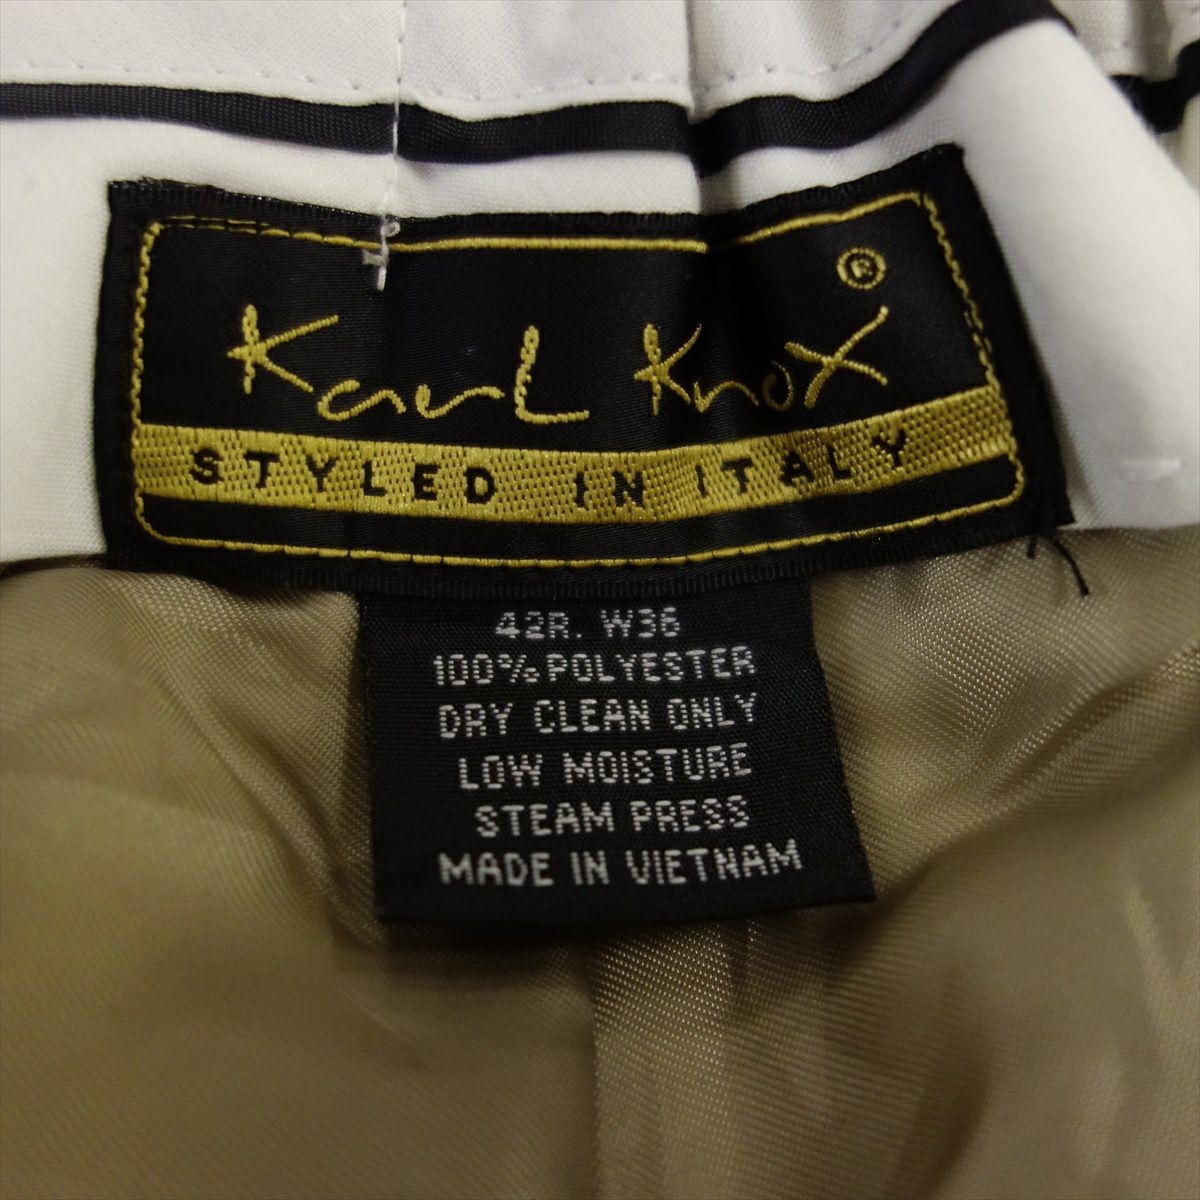 Karl Knox ®
STYLED IN ITALY
42R. W36
100% POLYESTER
DRY CLEAN ONLY
LOW MOISTURE
STEAM PRESS
MADE IN VIETNAM